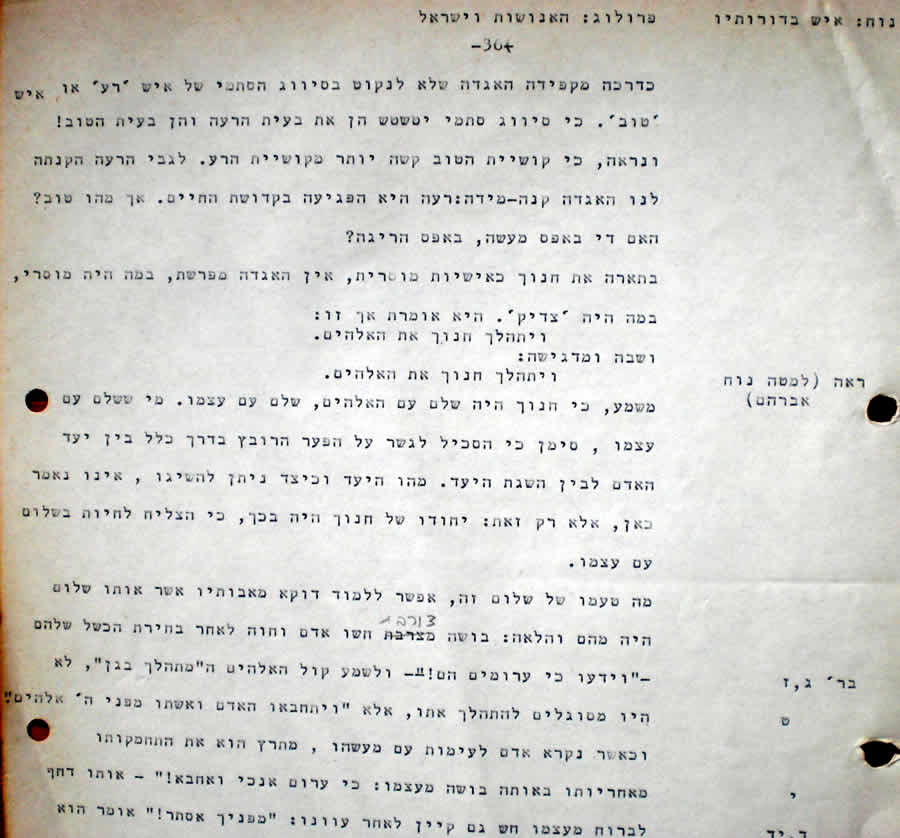 נוח: איש בדורותיו פרולוג: האנושות וישראל
-36-
כדרכה מקפידה האגדה שלא לנקוט בסיווג הסתמי של איש ׳רע׳ או איש
׳טוב׳. כי סיווג סתמי יטשטש הן את בעית הרעה והן בעית הטוב!
ונראה, כי קושיית הטוב קשה יותר מקושיית הרע. לגבי הרעה הקנתה
לנו האגדה קנה-מידה:רעה היא הפגיעה בקדושת החיים. אך מהו טוב?
האם די באפס מעשה, באפס הריגה?
בתארה את חנוך כאישיות מוסרית, אין האגדה מפרשת, במה היה מוסרי,
במה היה ׳צדיק׳. היא אומרת אך זו:
ויתהלך חנוך את האלהים.
ושבה ומדגישה:
ויתהלך חנוך את האלהים.
ראה (למטה נוח
אברהם)
משמע, כי חנוך היה שלם עם האלהים, שלם עם עצמו. מי ששלם עם
עצמו , סימן כי הסכיל לגשר על הפער הרובץ בדרך כלל בין יעד
האדם לבין השגת היעד. מהו היעד וכיצד ניתן להשיגו , אינו נאמר
כאן, אלא רק זאת: יחודו של חנוך היה בכך, כי הצליח לחיות בשלום
עם עצמו.
מה טעמו של שלום זה, אפשר ללמוד דוקא מאבותיו אשר אותו שלום
צורבת
היה מהם והלאה: בושה מצרבת חשו אדם וחוה לאחר בחירת הכשל שלהם
-"וידעו כי ערומים הם!"- ולשמע קול האלהים ה"מתהלך בגן", לא
בר׳ ג,ז
היו מסוגלים להתהלך אתו, אלא "ויתחבאו האדם ואשתו מפני ה׳ אלהים"
ט
וכאשר נקרא אדם לעימות עם מעשהו , מתרץ הוא את התחמקותו
מאחריותו באותה בושה מעצמו: כי ערום אנכי ואחבא!" - אותו דחף
י
לברוח מעצמו חש גם קיין לאחר עוונו: "מפניך אסתר!" אומר הוא